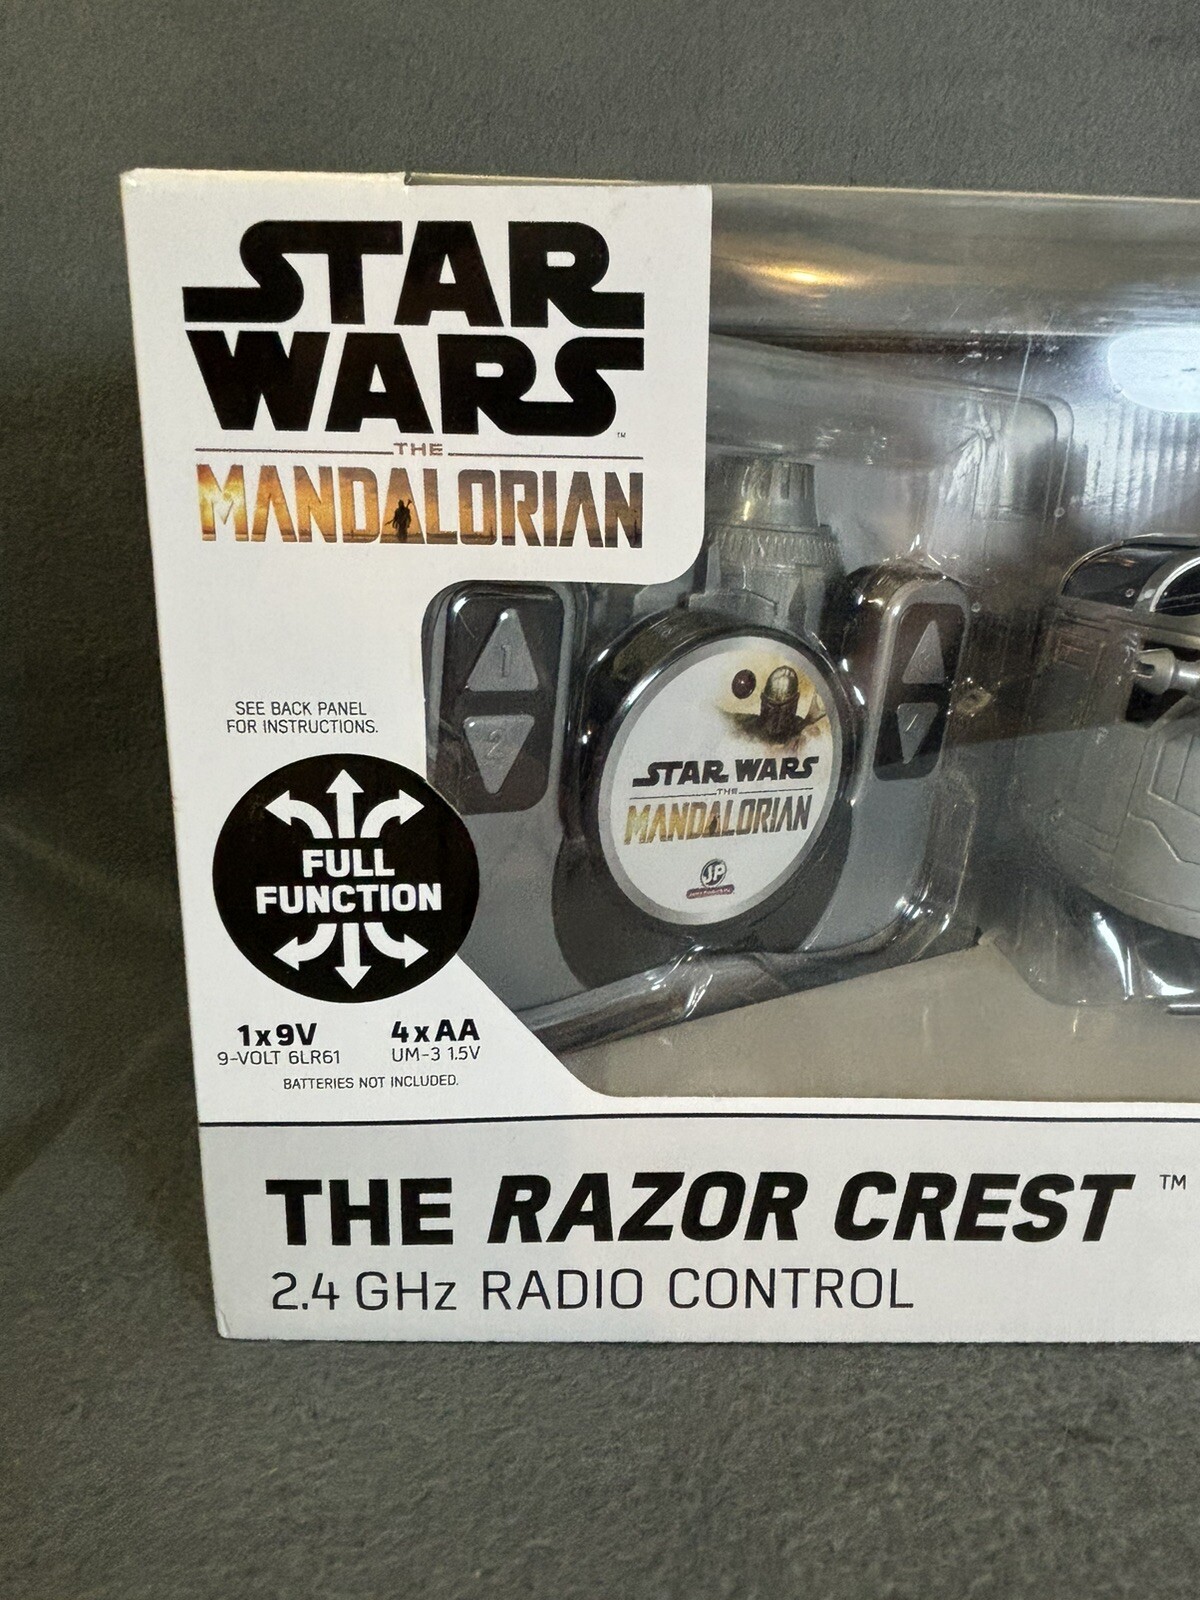 STAR
WARS
™
THE
MANDALORIAN
SEE BACK PANEL
FOR INSTRUCTIONS.
FULL
FUNCTION
1x9V 4xAA
9-VOLT 6LR61 UM-3 1.5V
BATTERIES NOT INCLUDED.
1
2
STAR WARS
THE
MANDALORIAN
JP
THE RAZOR CREST ™
2.4 GHz RADIO CONTROL